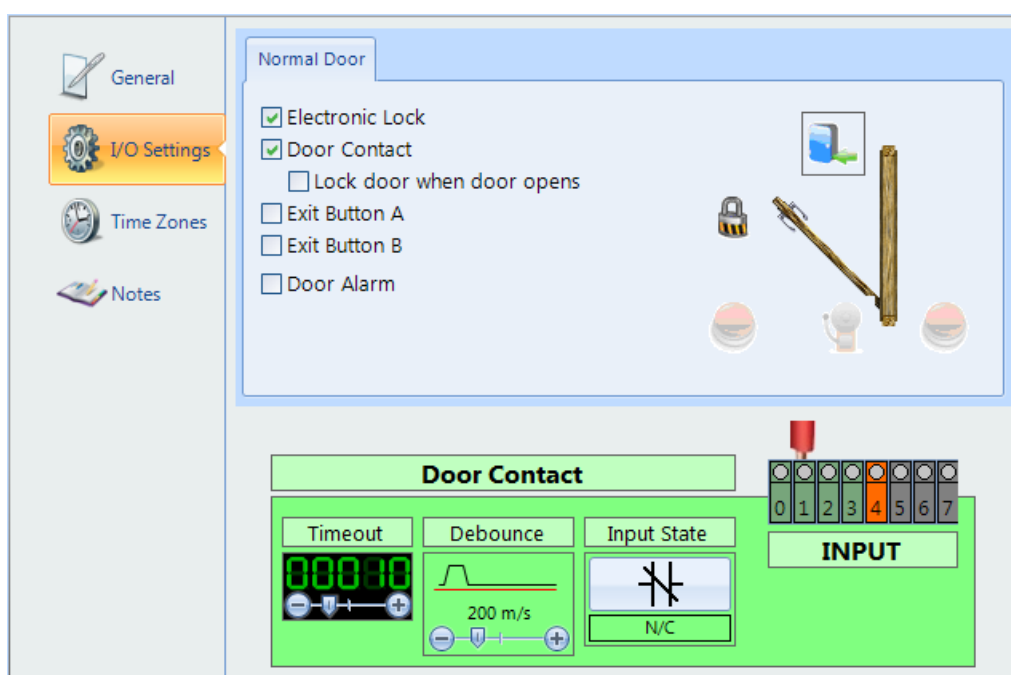 General
I/O Settings
Time Zones
Notes
Normal Door
Electronic Lock
Door Contact
Lock door when door opens
Exit Button A
Exit Button B
Door Alarm
Door Contact
Timeout
00010
Debounce
200 m/s
Input State
N/C
0 1 2 3 4 5 6 7
INPUT